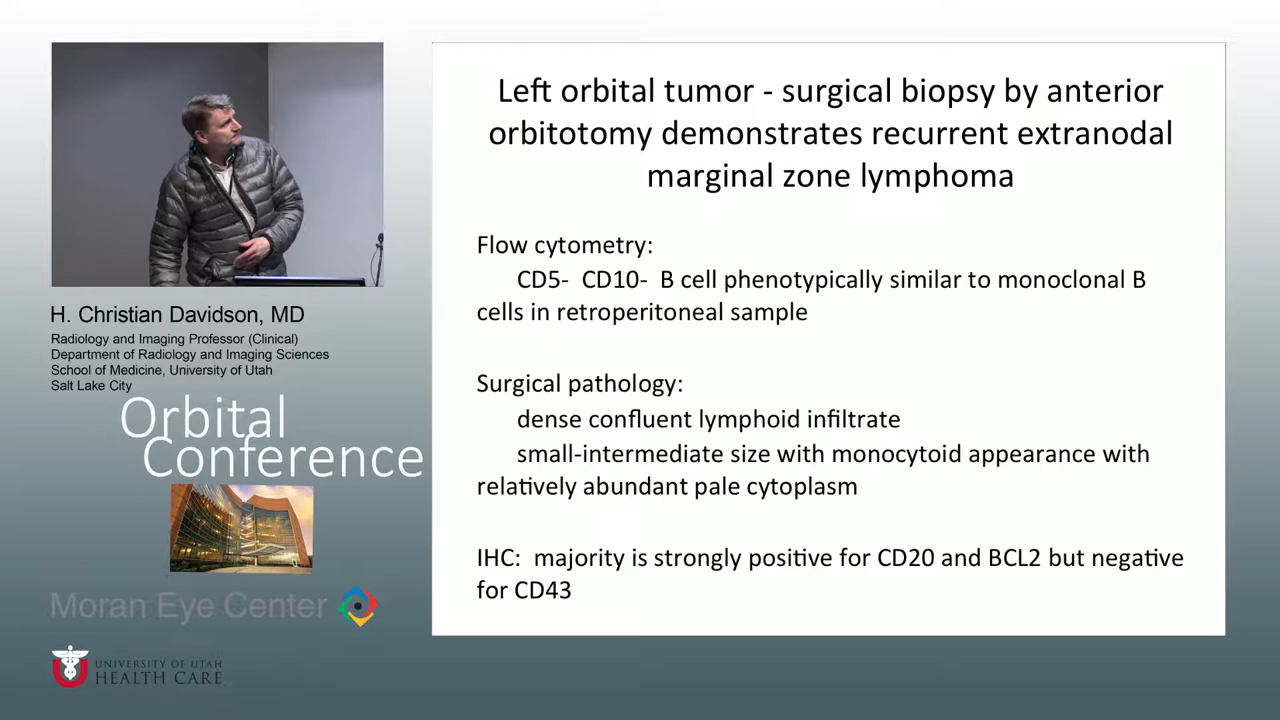 Left orbital tumor - surgical biopsy by anterior
orbitotomy demonstrates recurrent extranodal
marginal zone lymphoma
Flow cytometry:
CD5- CD10- B cell phenotypically similar to monoclonal B
cells in retroperitoneal sample
Surgical pathology:
dense confluent lymphoid infiltrate
small-intermediate size with monocytoid appearance with
relatively abundant pale cytoplasm
IHC: majority is strongly positive for CD20 and BCL2 but negative
for CD43
H. Christian Davidson, MD
Radiology and Imaging Professor (Clinical)
Department of Radiology and Imaging Sciences
School of Medicine, University of Utah
Salt Lake City
Orbital
Conference
Moran Eye Center
UNIVERSITY OF UTAH
HEALTH CARE